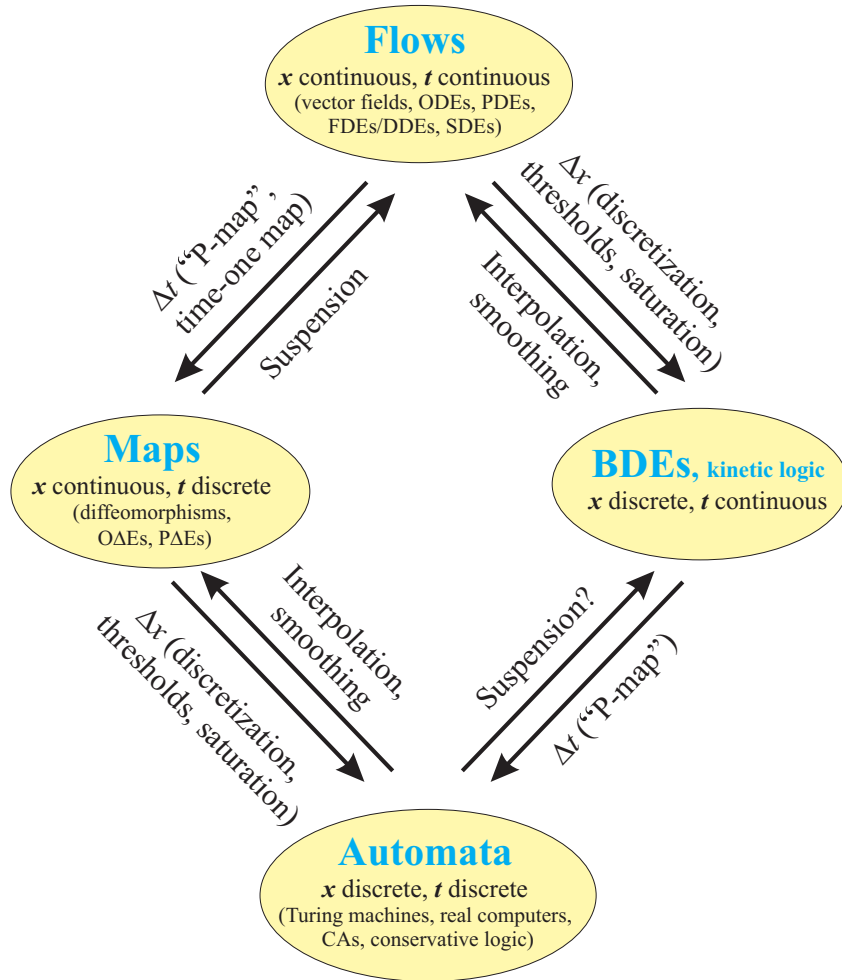 Flows
x continuous, t continuous
(vector fields, ODEs, PDEs,
FDEs/DDEs, SDEs)
Δt (“P-map”,
time-one map)
Suspension
Δx (discretization,
thresholds, saturation)
Interpolation,
smoothing
Maps
x continuous, t discrete
(diffeomorphisms,
OΔEs, PΔEs)
BDEs, kinetic logic
x discrete, t continuous
Δx (discretization,
thresholds, saturation)
Interpolation,
smoothing
Suspension?
Δt (“P-map”)
Automata
x discrete, t discrete
(Turing machines, real computers,
CAs, conservative logic)